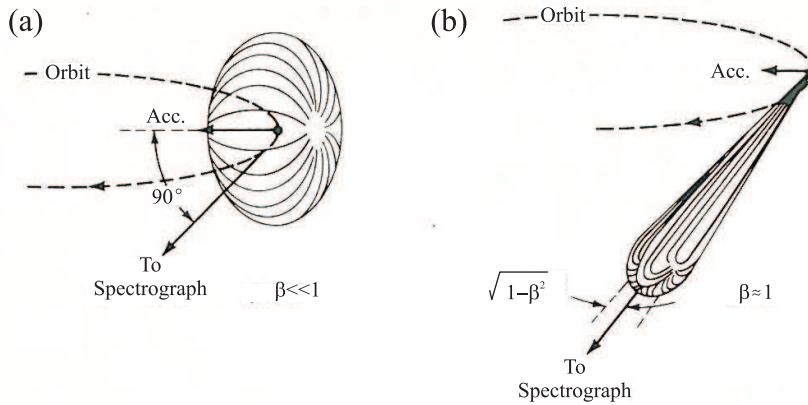 (a)
Orbit
Acc.
90°
To
Spectrograph
β<<1
(b)
Orbit
Acc.
√1−β²
β≈1
To
Spectrograph